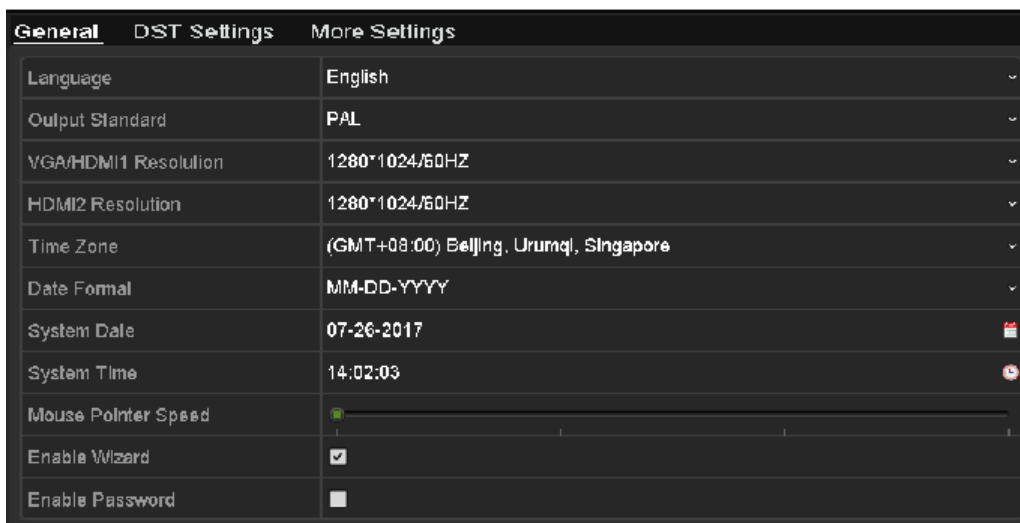 General DST Settings More Settings
Language English
Output Standard PAL
VGA/HDMI1 Resolution 1280*1024/60HZ
HDMI2 Resolution 1280*1024/60HZ
Time Zone (GMT+08:00) Beijing, Urumqi, Singapore
Date Format MM-DD-YYYY
System Date 07-26-2017
System Time 14:02:03
Mouse Pointer Speed
Enable Wizard
Enable Password